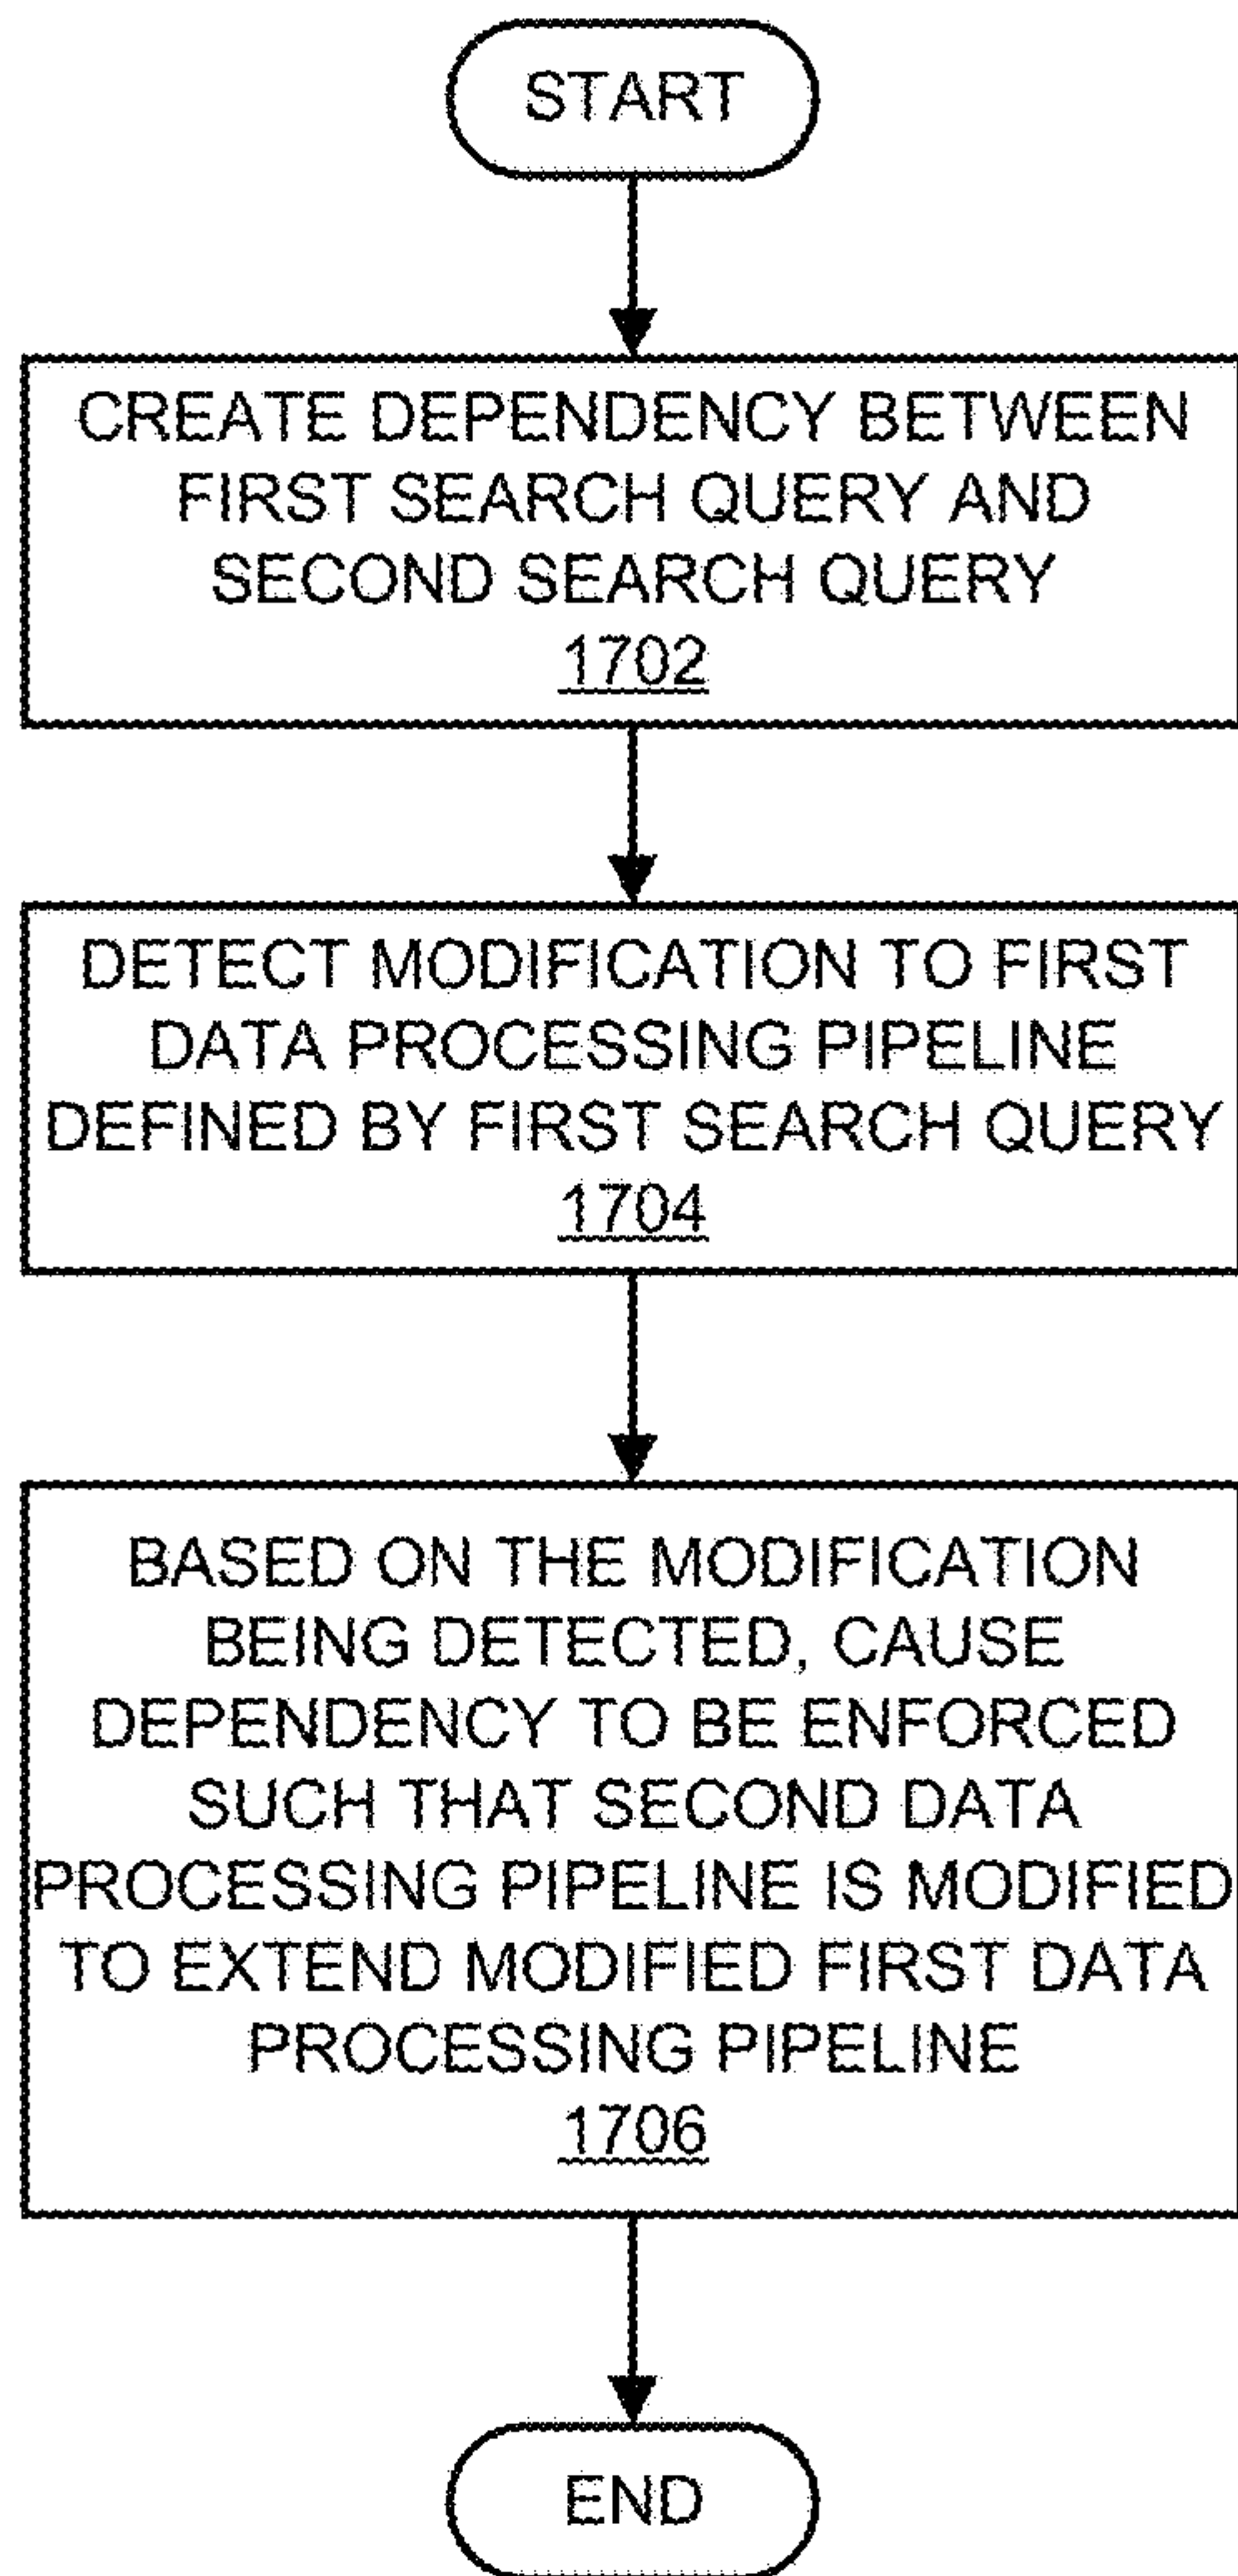 START
CREATE DEPENDENCY BETWEEN
FIRST SEARCH QUERY AND
SECOND SEARCH QUERY
1702
DETECT MODIFICATION TO FIRST
DATA PROCESSING PIPELINE
DEFINED BY FIRST SEARCH QUERY
1704
BASED ON THE MODIFICATION
BEING DETECTED, CAUSE
DEPENDENCY TO BE ENFORCED
SUCH THAT SECOND DATA
PROCESSING PIPELINE IS MODIFIED
TO EXTEND MODIFIED FIRST DATA
PROCESSING PIPELINE
1706
END